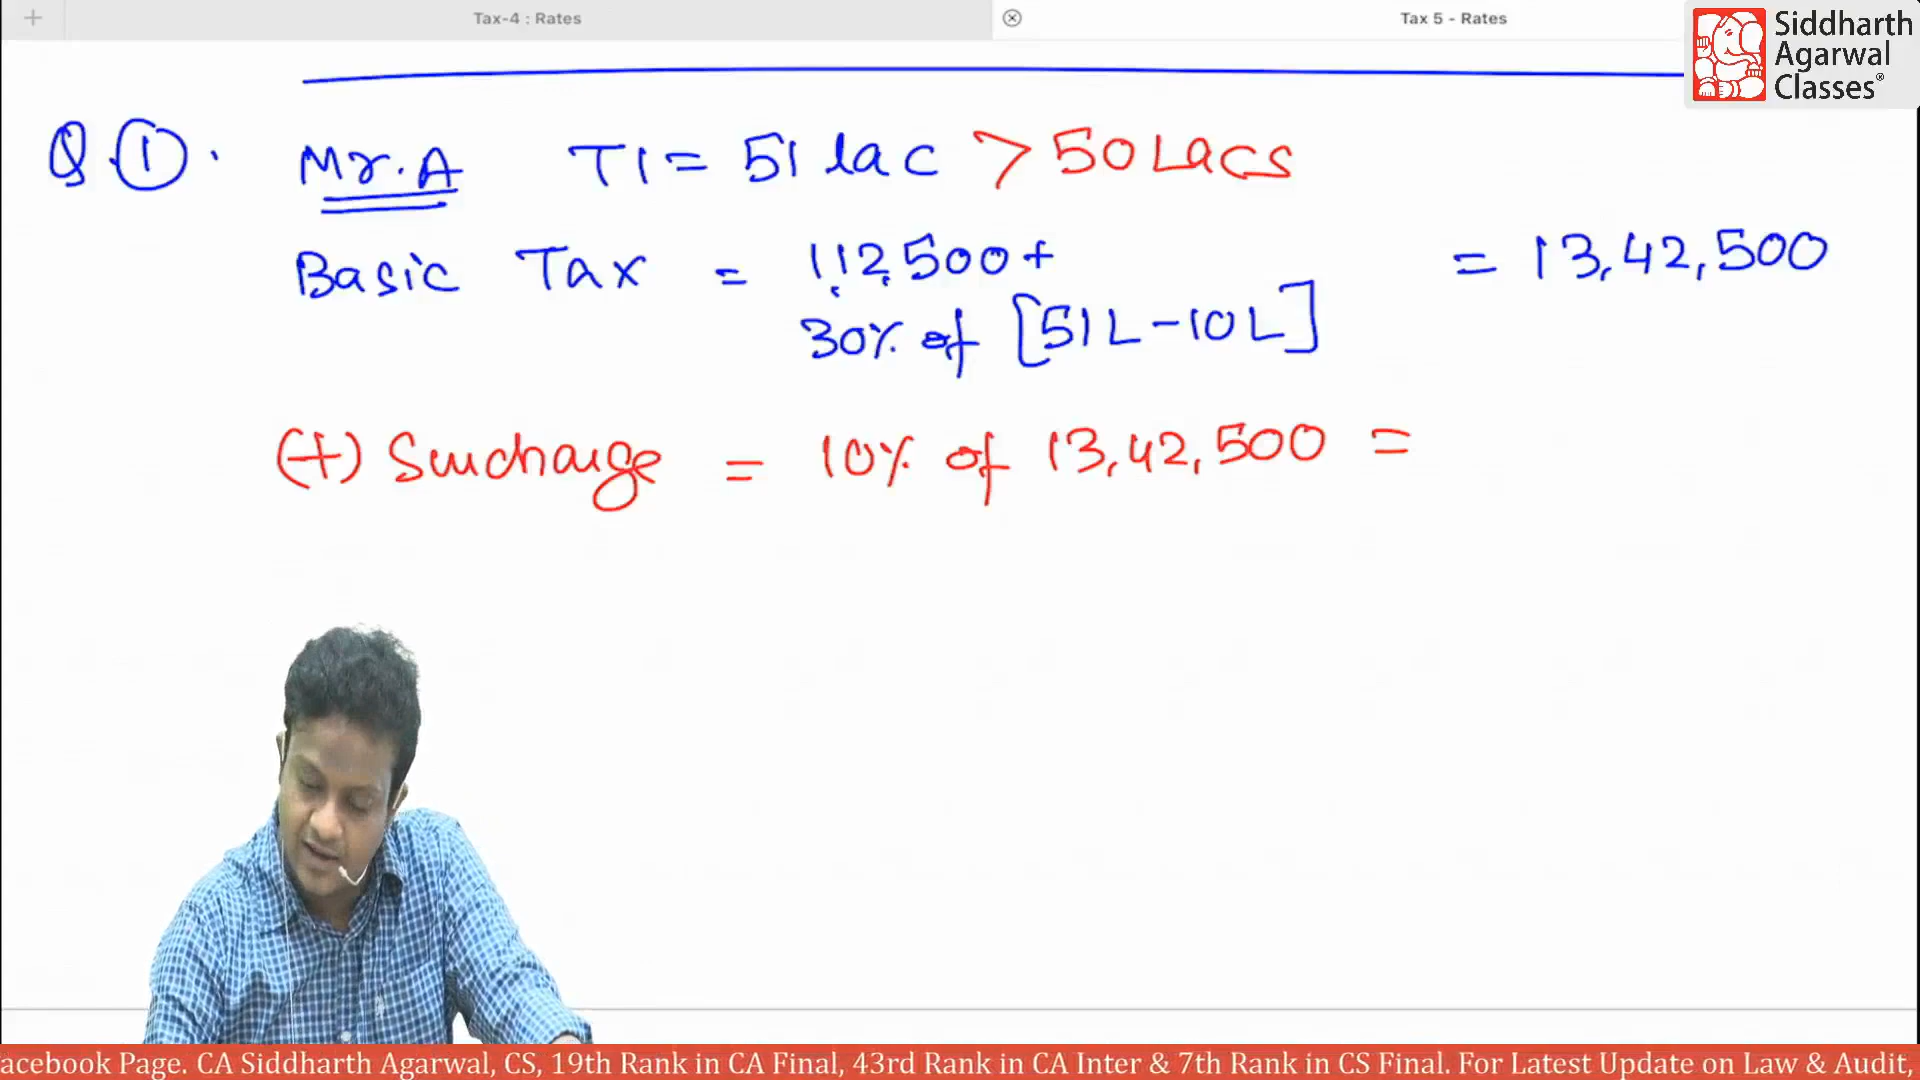 Tax-4 : Rates
Tax 5 - Rates
Siddharth
Agarwal
Classes®
Q 1. Mr. A TI = 51 lac > 50 Lacs
Basic Tax = 1,12,500 + = 13,42,500
30% of [51L - 10L]
(+) Surcharge = 10% of 13,42,500 =
acebook Page. CA Siddharth Agarwal, CS, 19th Rank in CA Final, 43rd Rank in CA Inter & 7th Rank in CS Final. For Latest Update on Law & Audit,